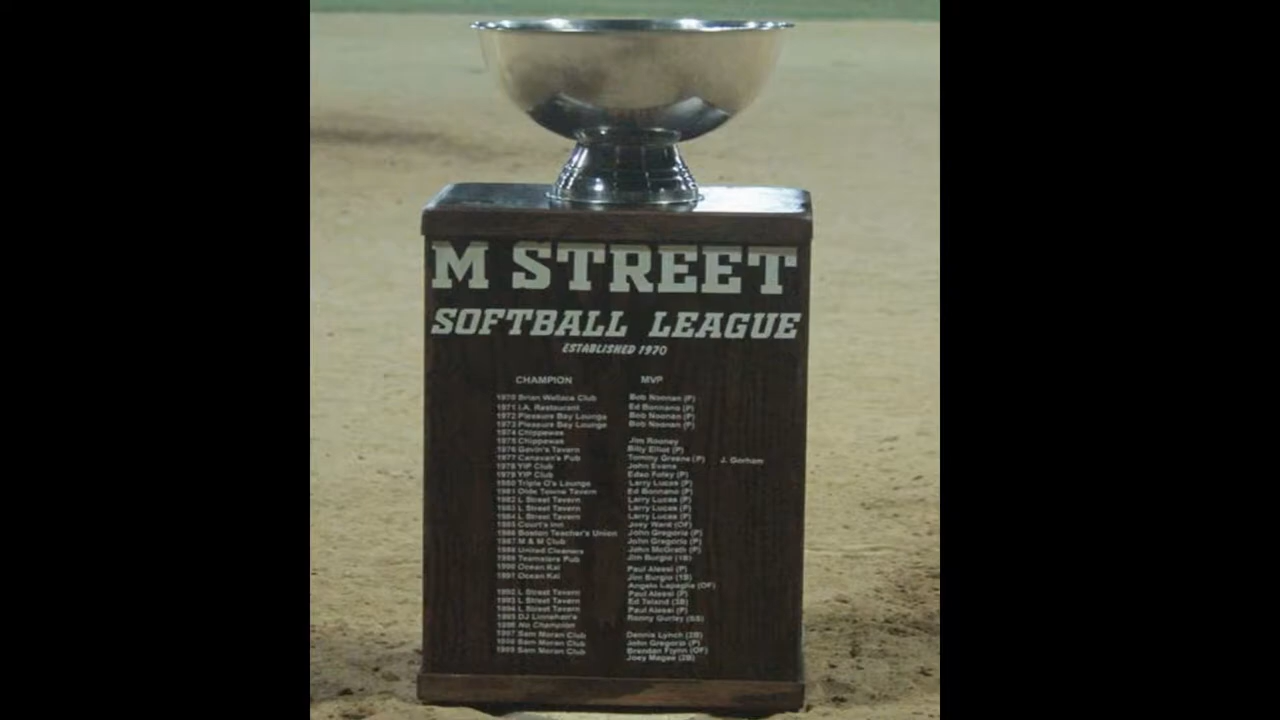 M STREET
SOFTBALL LEAGUE
ESTABLISHED 1970
CHAMPION MVP
1970 Brian Wallace Club Bob Noonan (P)
1971 I.A. Restaurant Ed Bonnano (P)
1972 Pleasure Bay Lounge Bob Noonan (P)
1973 Pleasure Bay Lounge Bob Noonan (P)
1974 Chippewas
1975 Chippewas Jim Rooney
1976 Gavin's Tavern Billy Elliot (P)
1977 Canavan's Pub Tommy Greene (P) J. Gorham
1978 YIP Club John Evans
1979 YIP Club Edso Foley (P)
1980 Triple O's Lounge Larry Lucas (P)
1981 Olde Towne Tavern Ed Bonnano (P)
1982 L Street Tavern Larry Lucas (P)
1983 L Street Tavern Larry Lucas (P)
1984 L Street Tavern Larry Lucas (P)
1985 Court's Inn Joey Ward (OF)
1986 Boston Teacher's Union John Gregorio (P)
1987 M & M Club John Gregorio (P)
1988 United Cleaners John McGrath (P)
1989 Teamsters Pub Jim Burgio (1B)
1990 Ocean Kai Paul Alessi (P)
1991 Ocean Kai Jim Burgio (1B)
Angelo (OF)
1992 L Street Tavern Paul Alessi (P)
1993 L Street Tavern Ed Toland (3B)
1994 L Street Tavern Paul Alessi (P)
1995 DJ Linnehan's Ronny Gurley (SS)
1996 No Champion
1997 Sam Moran Club Dennis Lynch (2B)
1998 Sam Moran Club John Gregorio (P)
1999 Sam Moran Club Brendan Flynn (OF)
Joey Magee (2B)